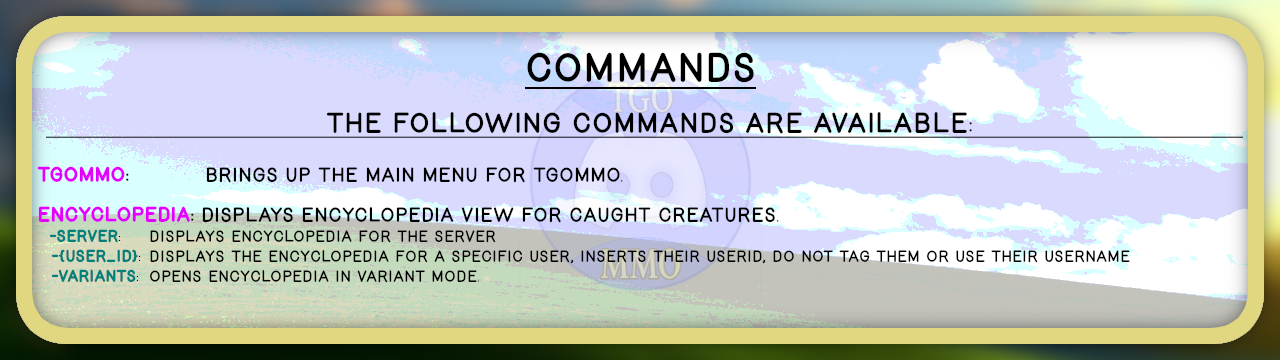 COMMANDS
THE FOLLOWING COMMANDS ARE AVAILABLE:
TGOMMO: BRINGS UP THE MAIN MENU FOR TGOMMO.
ENCYCLOPEDIA: DISPLAYS ENCYCLOPEDIA VIEW FOR CAUGHT CREATURES.
-SERVER: DISPLAYS ENCYCLOPEDIA FOR THE SERVER
-{USER_ID}: DISPLAYS THE ENCYCLOPEDIA FOR A SPECIFIC USER, INSERTS THEIR USERID, DO NOT TAG THEM OR USE THEIR USERNAME
-VARIANTS: OPENS ENCYCLOPEDIA IN VARIANT MODE.
TGO
MMO